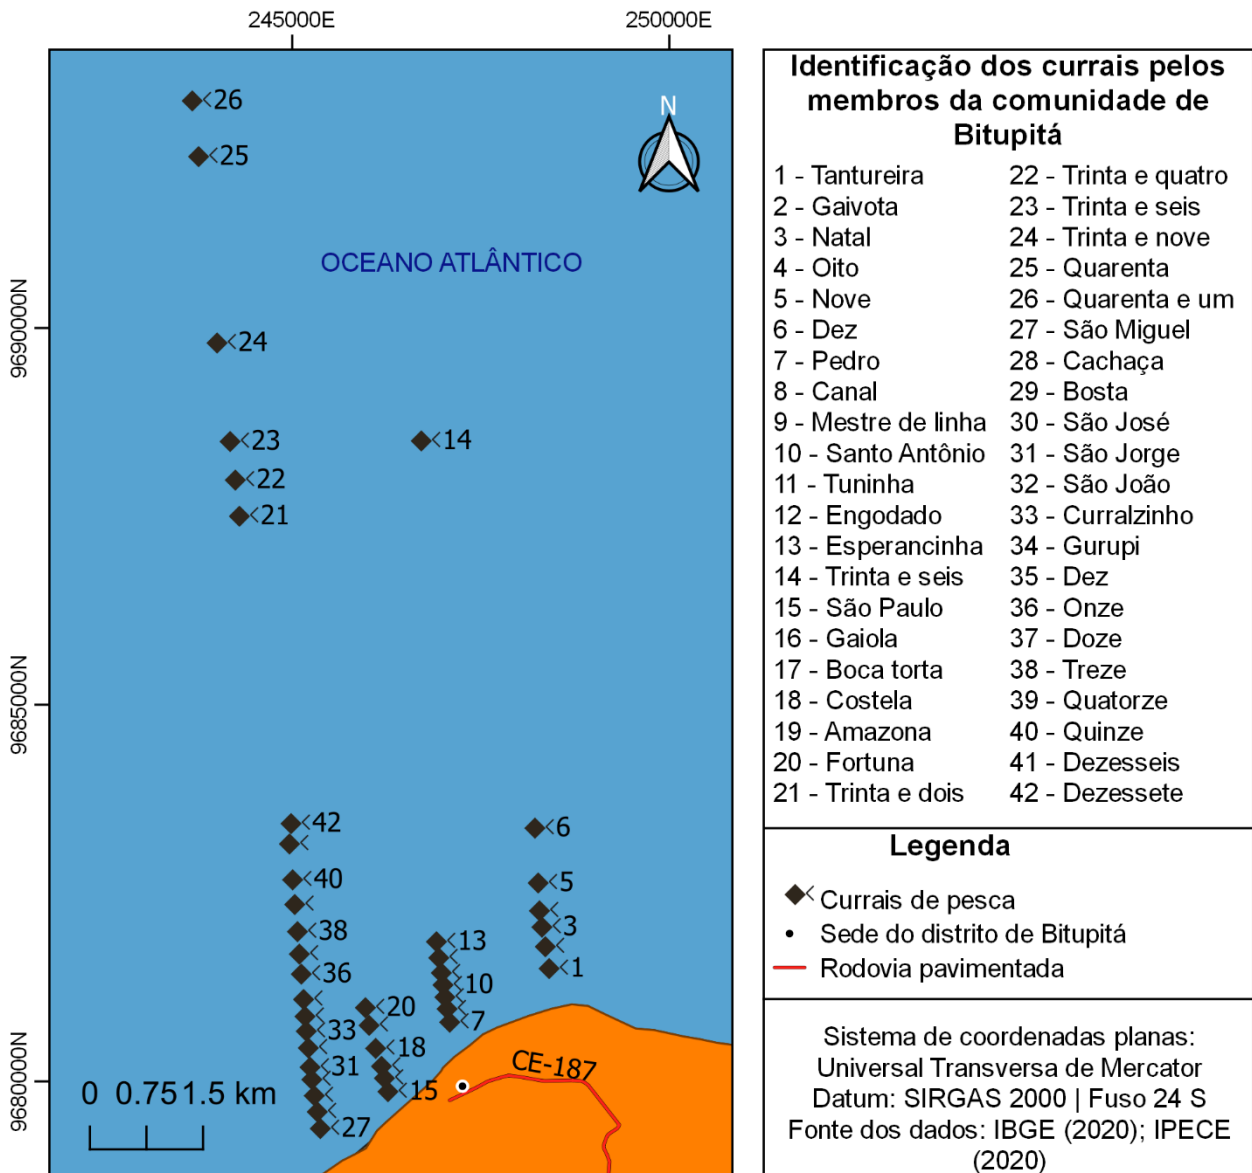 245000E
250000E
9690000N
9685000N
9680000N
N
OCEANO ATLÂNTICO
26
25
24
23
14
22
21
42
6
40
5
38
3
13
36
1
10
20
7
33
18
31
15
27
CE-187
0 0.75 1.5 km
Identificação dos currais pelos
membros da comunidade de
Bitupitá
1 - Tantureira
2 - Gaivota
3 - Natal
4 - Oito
5 - Nove
6 - Dez
7 - Pedro
8 - Canal
9 - Mestre de linha
10 - Santo Antônio
11 - Tuninha
12 - Engodado
13 - Esperancinha
14 - Trinta e seis
15 - São Paulo
16 - Gaiola
17 - Boca torta
18 - Costela
19 - Amazona
20 - Fortuna
21 - Trinta e dois
22 - Trinta e quatro
23 - Trinta e seis
24 - Trinta e nove
25 - Quarenta
26 - Quarenta e um
27 - São Miguel
28 - Cachaça
29 - Bosta
30 - São José
31 - São Jorge
32 - São João
33 - Curralzinho
34 - Gurupi
35 - Dez
36 - Onze
37 - Doze
38 - Treze
39 - Quatorze
40 - Quinze
41 - Dezesseis
42 - Dezessete
Legenda
Currais de pesca
Sede do distrito de Bitupitá
Rodovia pavimentada
Sistema de coordenadas planas:
Universal Transversa de Mercator
Datum: SIRGAS 2000 | Fuso 24 S
Fonte dos dados: IBGE (2020); IPECE
(2020)